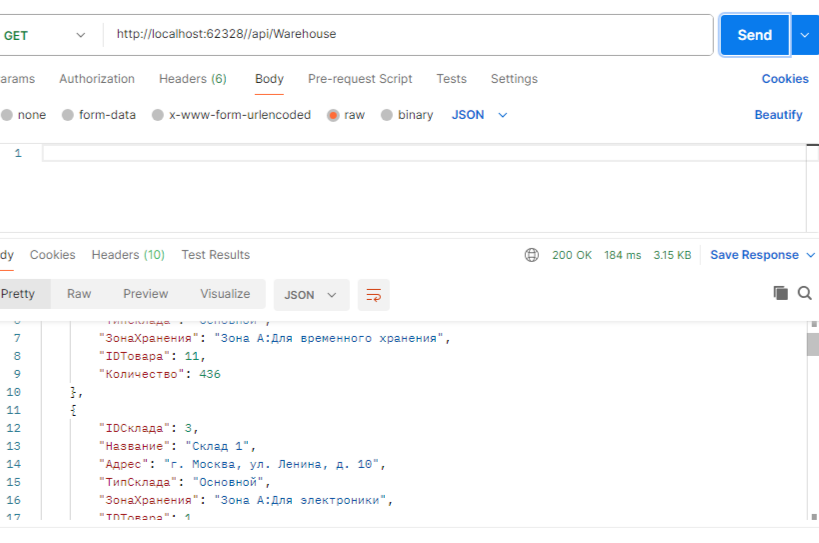 GET http://localhost:62328//api/Warehouse Send
arams Authorization Headers (6) Body Pre-request Script Tests Settings Cookies
none form-data x-www-form-urlencoded raw binary JSON Beautify
1
dy Cookies Headers (10) Test Results 200 OK 184 ms 3.15 KB Save Response
Pretty Raw Preview Visualize JSON
6 "ТипСклада": "Основной",
7 "ЗонаХранения": "Зона А:Для временного хранения",
8 "IDТовара": 11,
9 "Количество": 436
10 },
11 {
12 "IDСклада": 3,
13 "Название": "Склад 1",
14 "Адрес": "г. Москва, ул. Ленина, д. 10",
15 "ТипСклада": "Основной",
16 "ЗонаХранения": "Зона А:Для электроники",
17 "IDТовара": 1